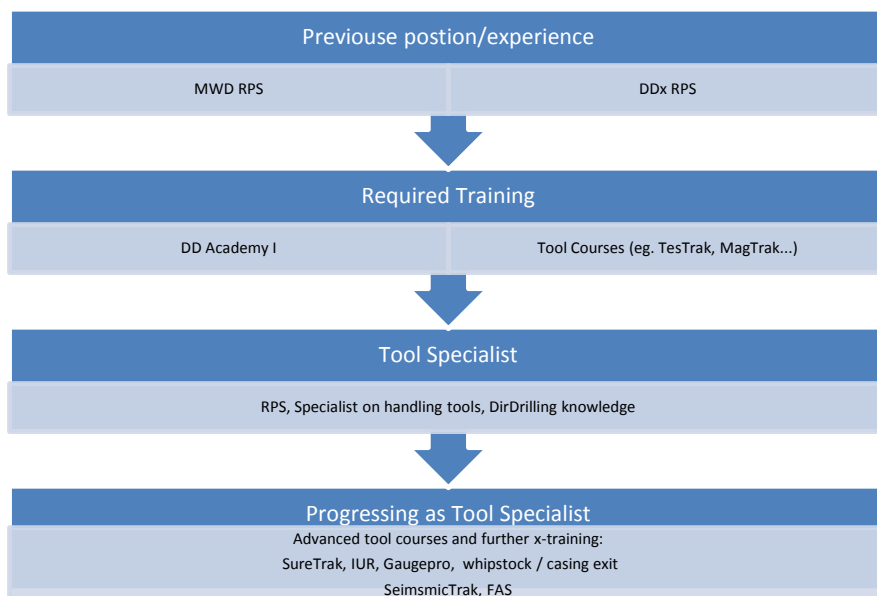 Previouse postion/experience
MWD RPS
DDx RPS
Required Training
DD Academy I
Tool Courses (eg. TesTrak, MagTrak...)
Tool Specialist
RPS, Specialist on handling tools, DirDrilling knowledge
Progressing as Tool Specialist
Advanced tool courses and further x-training:
SureTrak, IUR, Gaugepro, whipstock / casing exit
SeimsmicTrak, FAS